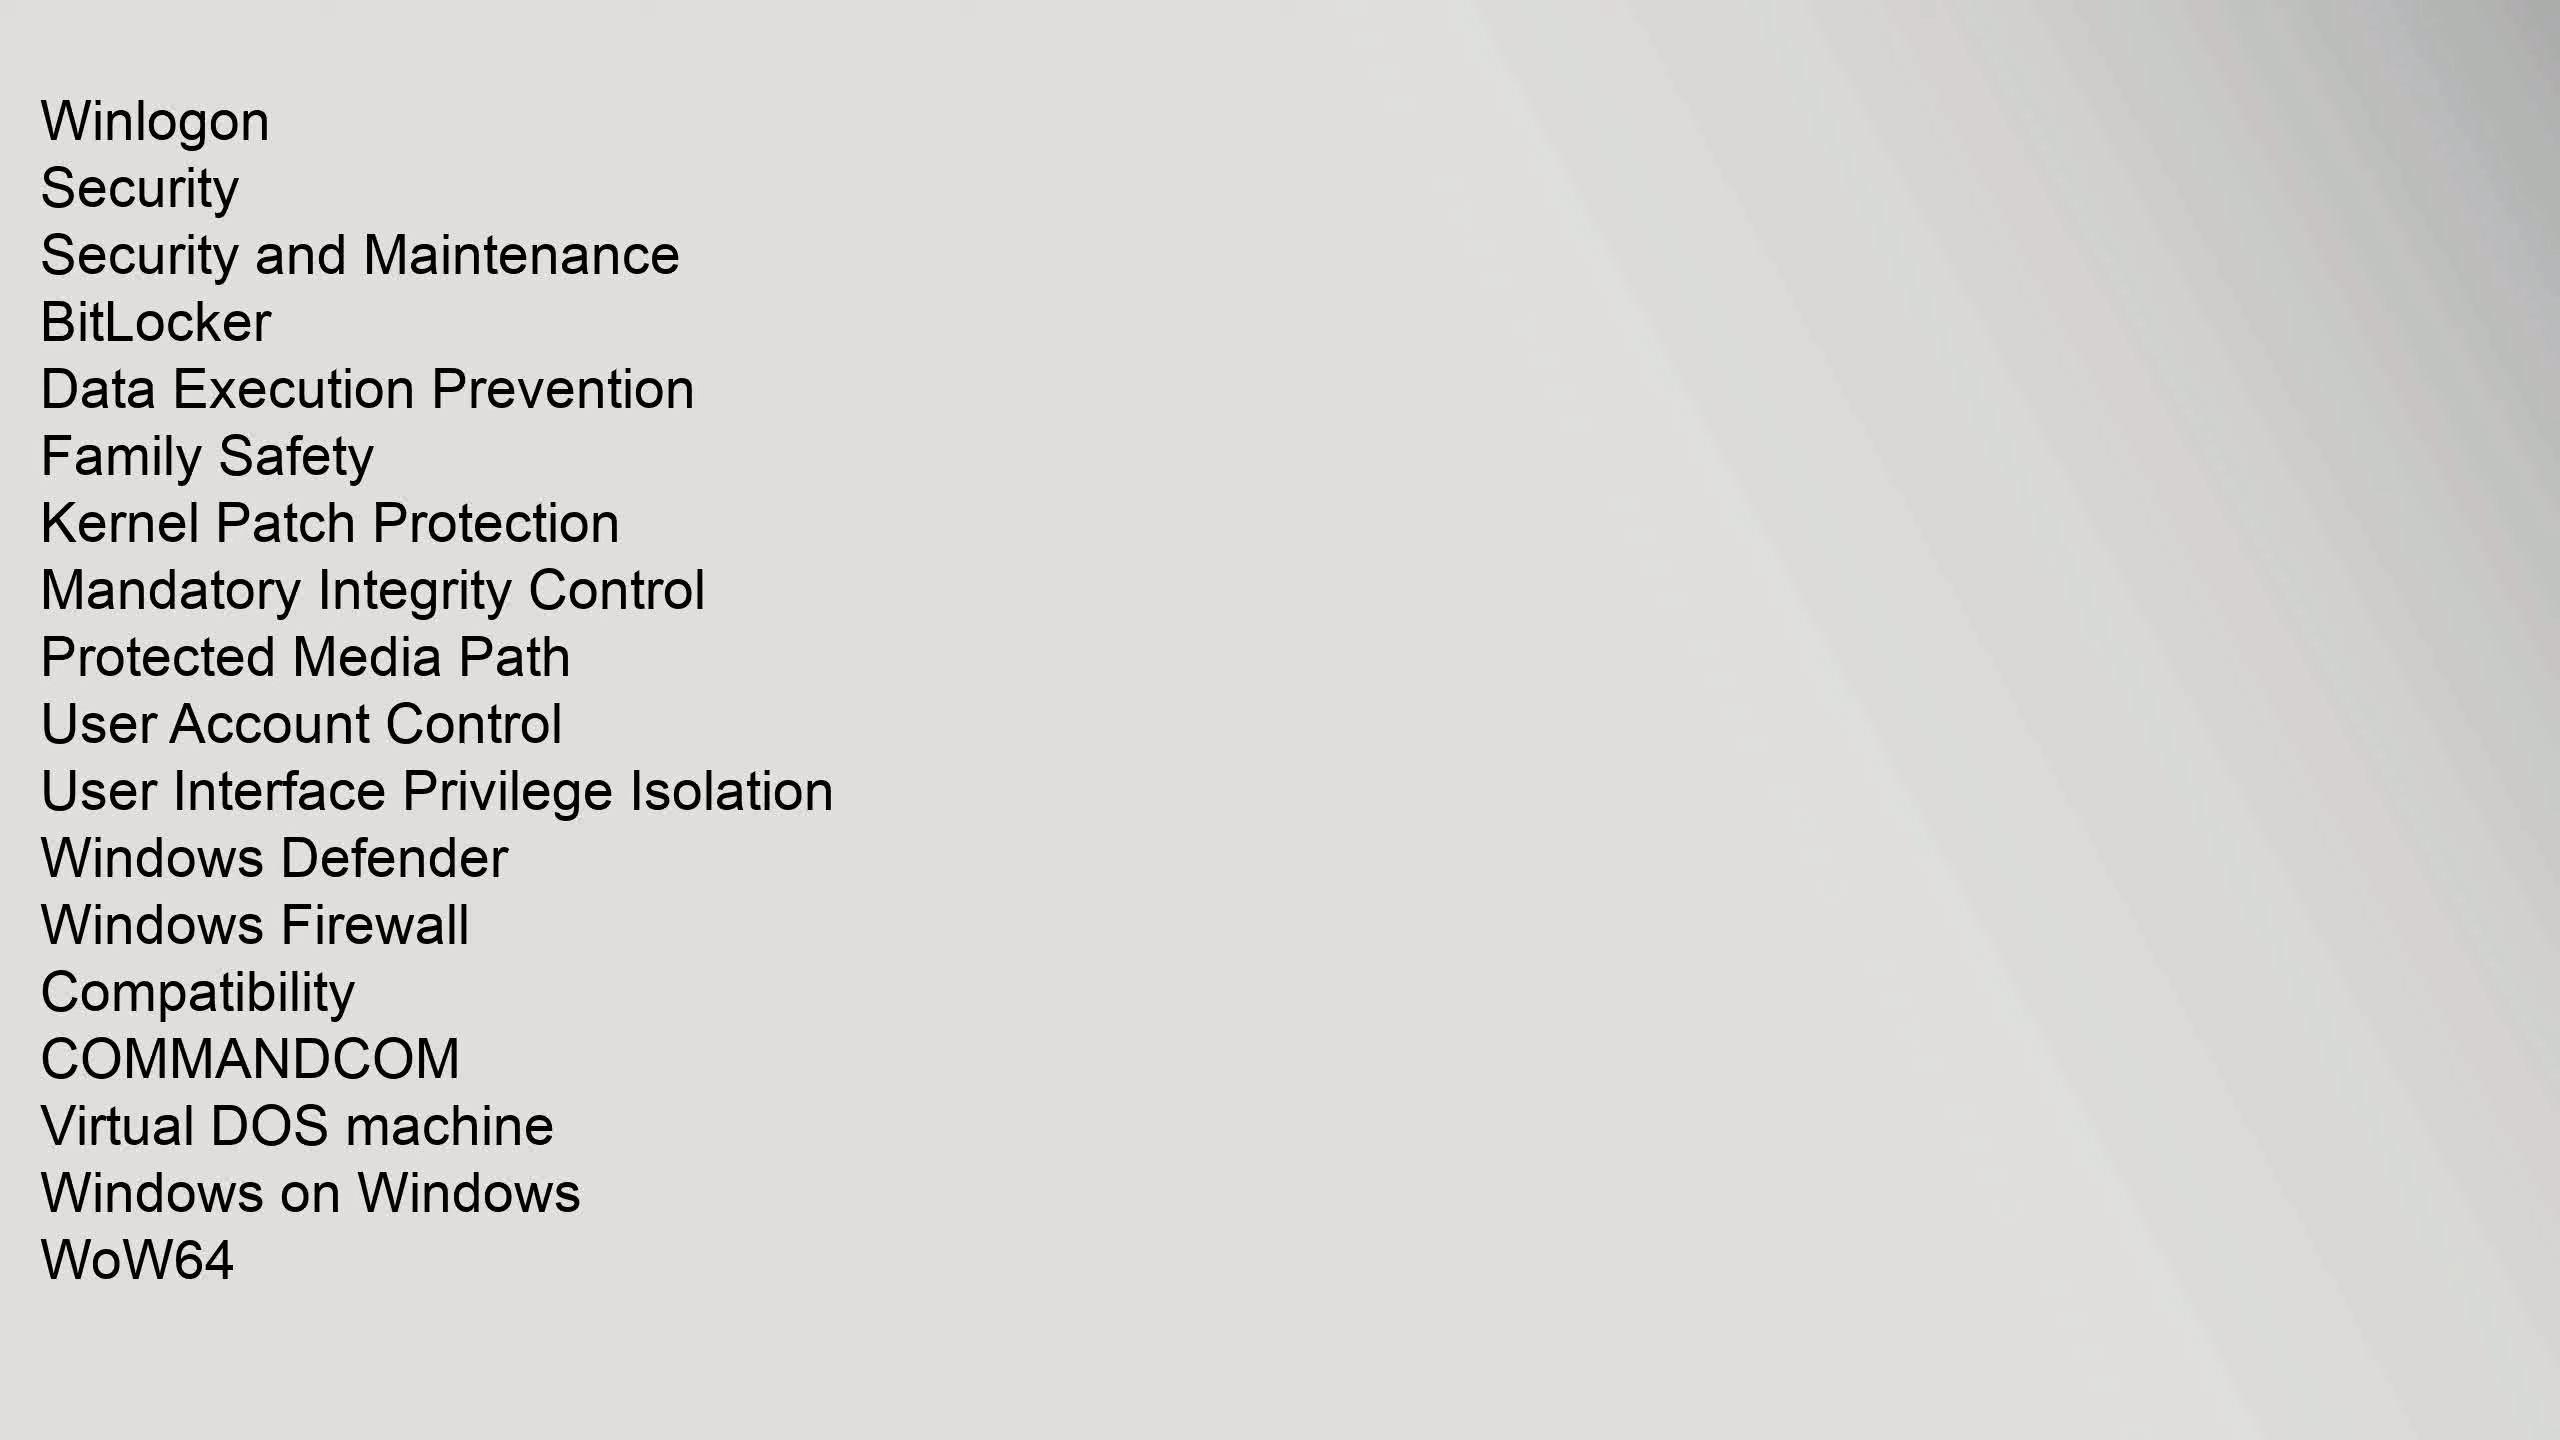 Winlogon
Security
Security and Maintenance
BitLocker
Data Execution Prevention
Family Safety
Kernel Patch Protection
Mandatory Integrity Control
Protected Media Path
User Account Control
User Interface Privilege Isolation
Windows Defender
Windows Firewall
Compatibility
COMMANDCOM
Virtual DOS machine
Windows on Windows
WoW64